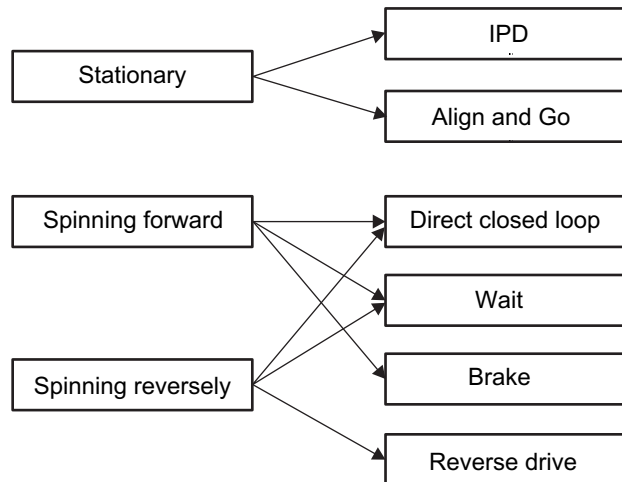 Stationary
IPD
Align and Go
Spinning forward
Direct closed loop
Wait
Spinning reversely
Brake
Reverse drive